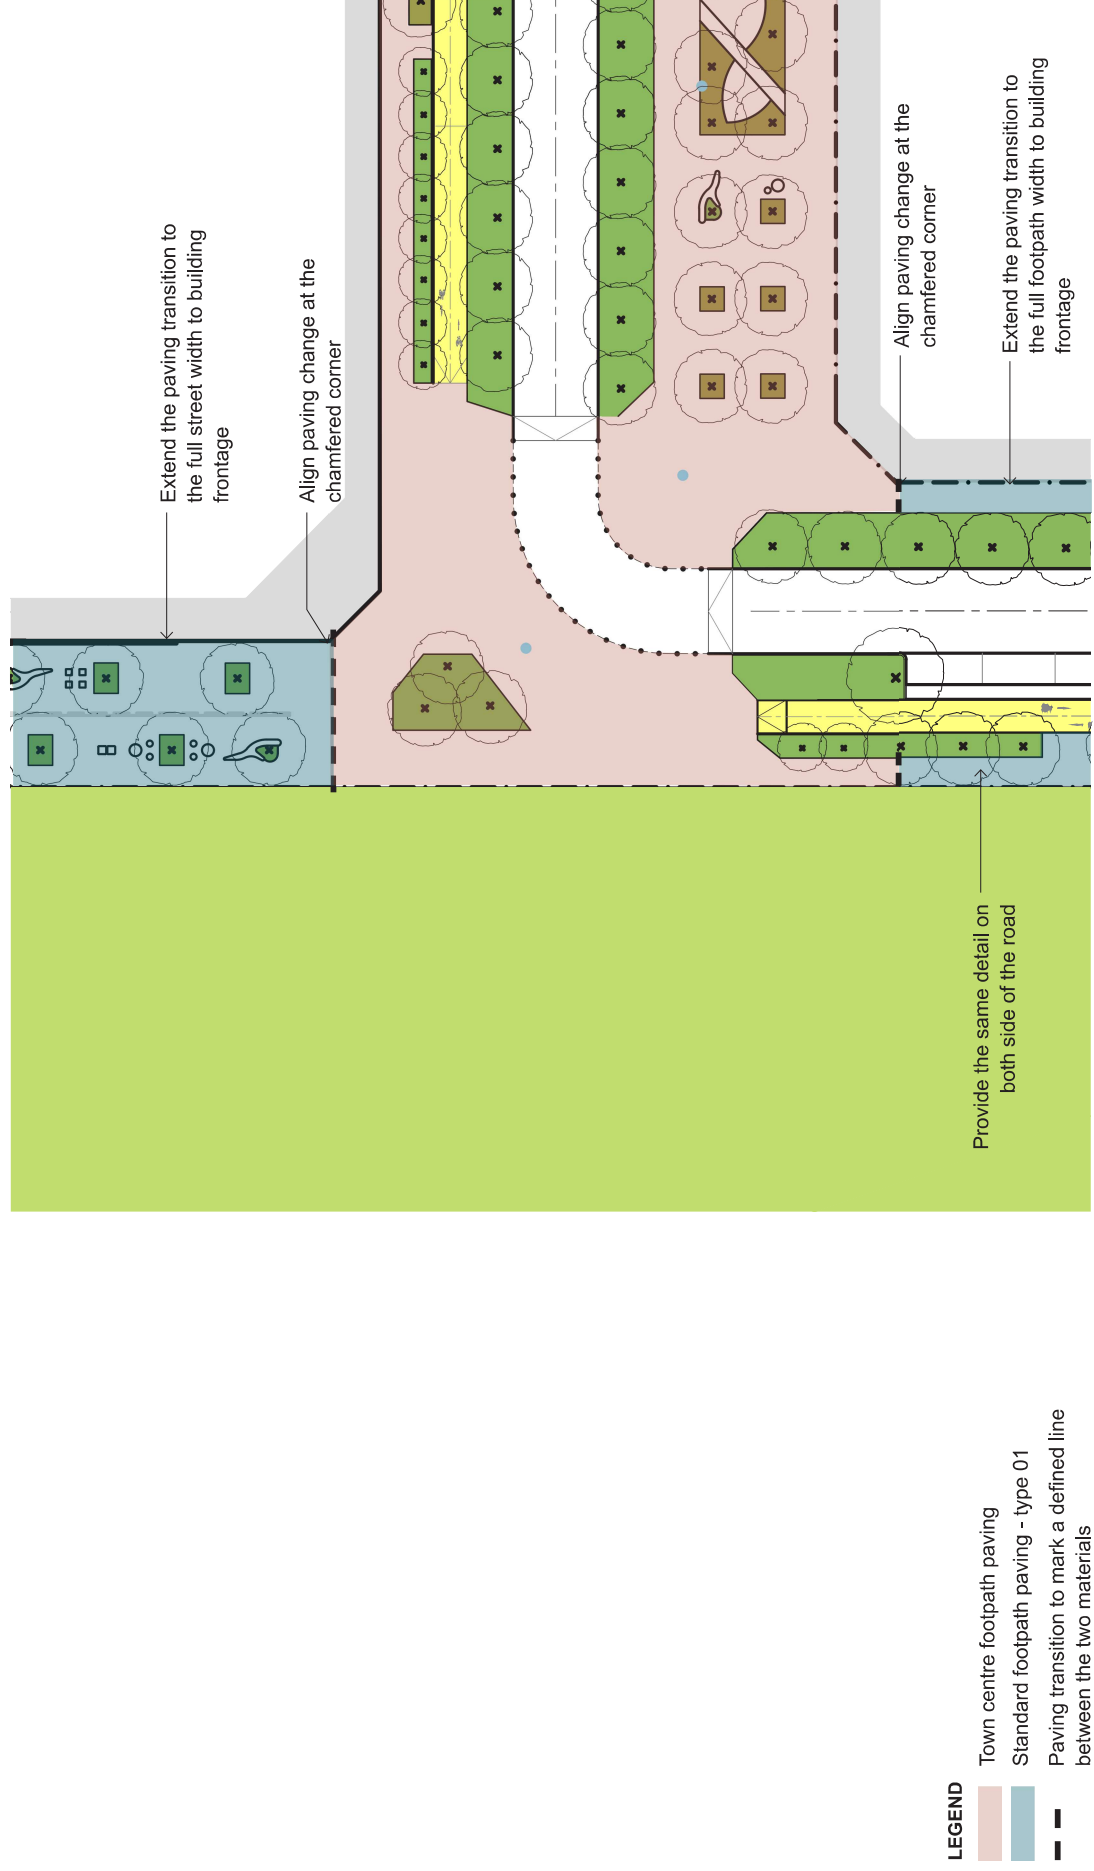 Extend the paving transition to
the full street width to building
frontage
Align paving change at the
chamfered corner
Align paving change at the
chamfered corner
Extend the paving transition to
the full footpath width to building
frontage
Provide the same detail on
both side of the road
LEGEND
Town centre footpath paving
Standard footpath paving - type 01
Paving transition to mark a defined line
between the two materials